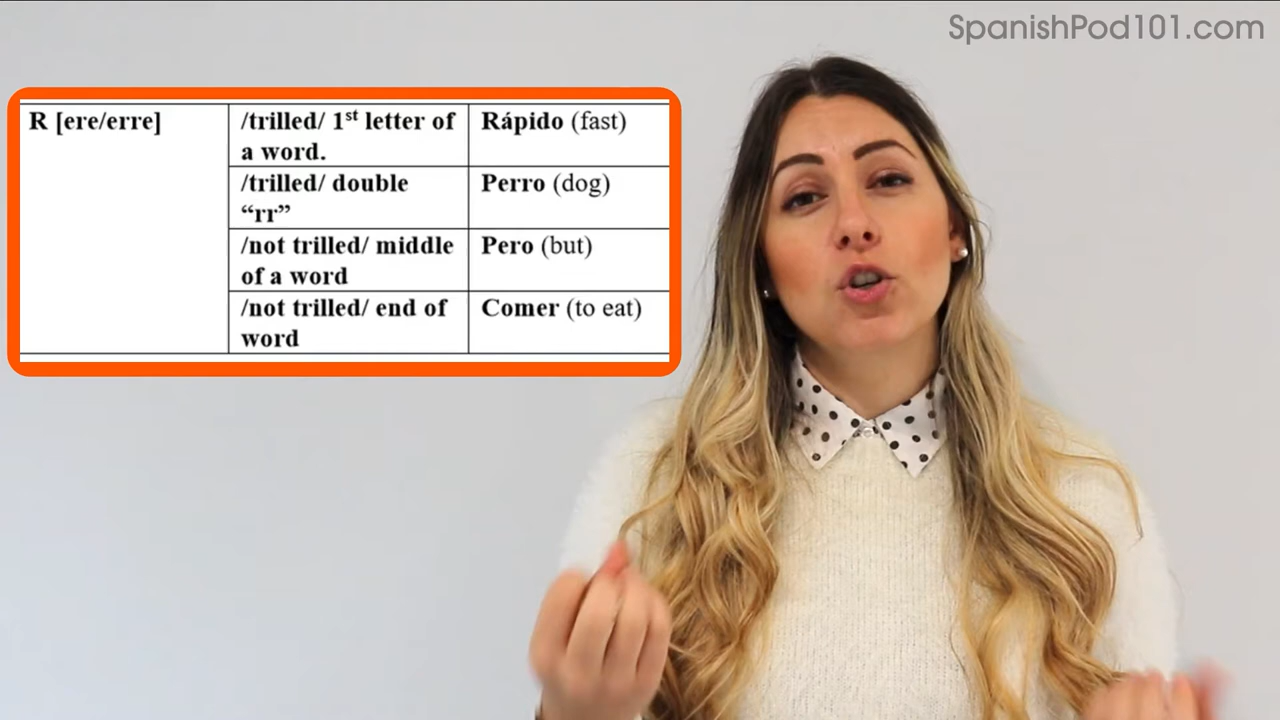 SpanishPod101.com
R [ere/erre]
/trilled/ 1st letter of
a word.
Rápido (fast)
/trilled/ double
“rr”
Perro (dog)
/not trilled/ middle
of a word
Pero (but)
/not trilled/ end of
word
Comer (to eat)